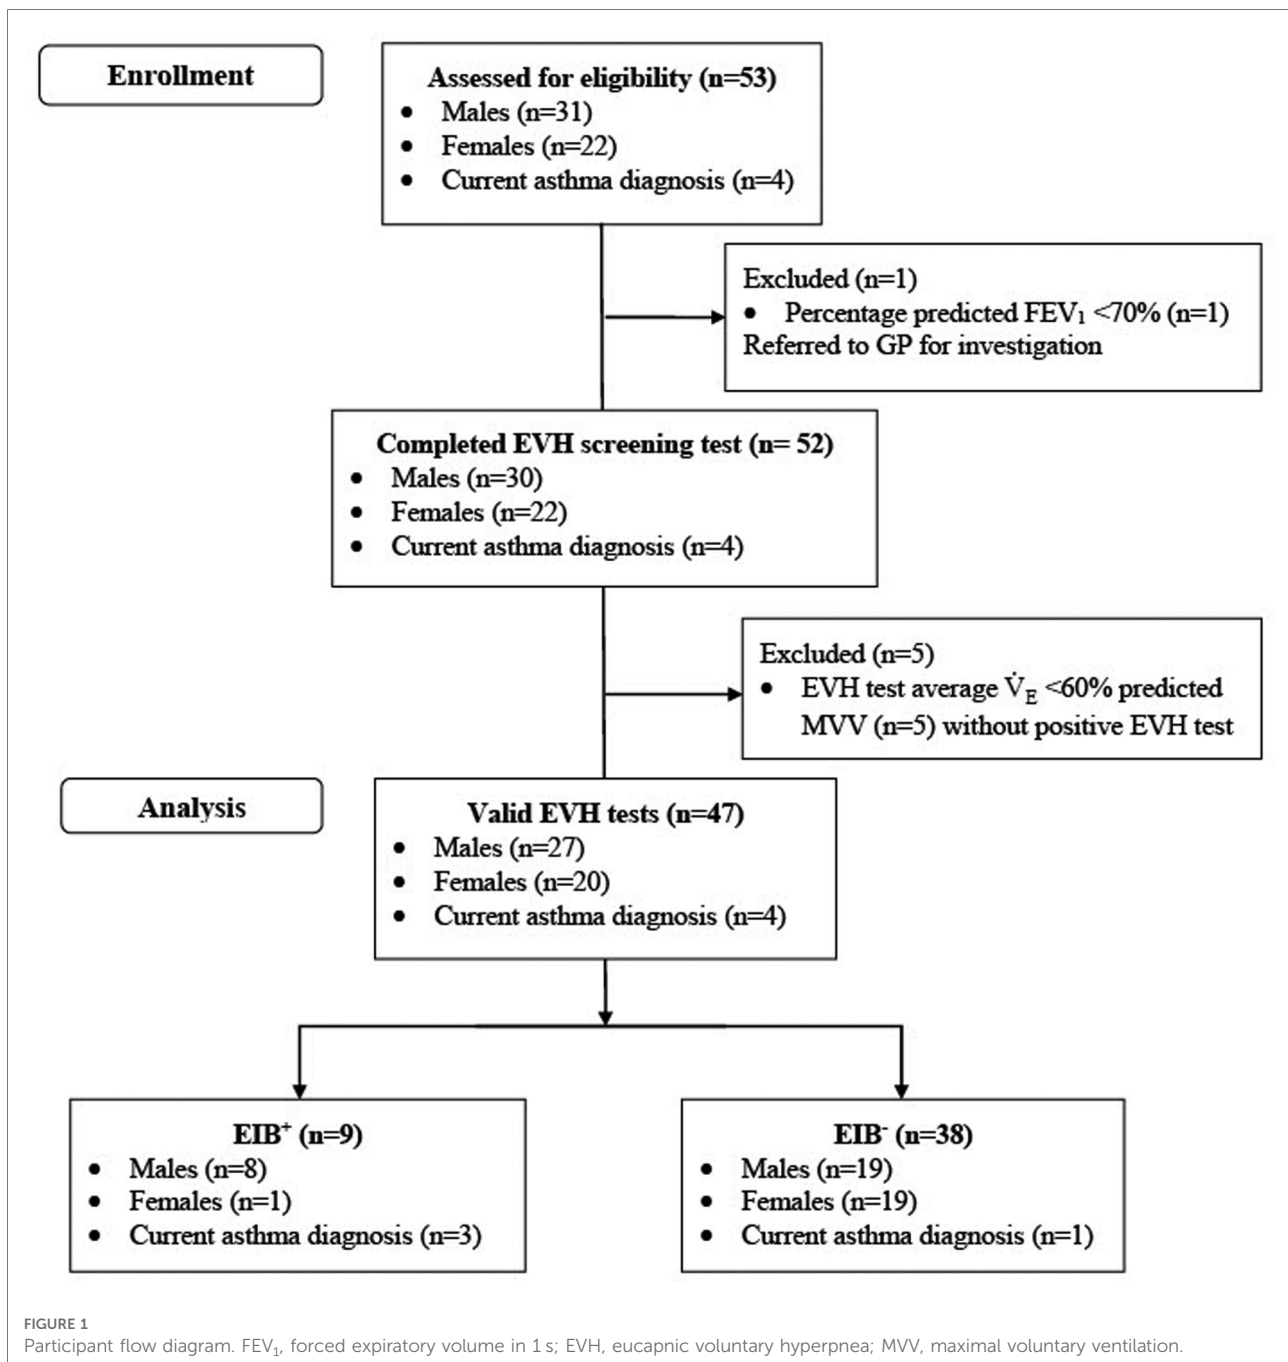 Enrollment
Assessed for eligibility (n=53)
• Males (n=31)
• Females (n=22)
• Current asthma diagnosis (n=4)
Excluded (n=1)
• Percentage predicted FEV₁ <70% (n=1)
Referred to GP for investigation
Completed EVH screening test (n= 52)
• Males (n=30)
• Females (n=22)
• Current asthma diagnosis (n=4)
Excluded (n=5)
• EVH test average V̇E <60% predicted
MVV (n=5) without positive EVH test
Analysis
Valid EVH tests (n=47)
• Males (n=27)
• Females (n=20)
• Current asthma diagnosis (n=4)
EIB⁺ (n=9)
• Males (n=8)
• Females (n=1)
• Current asthma diagnosis (n=3)
EIB⁻ (n=38)
• Males (n=19)
• Females (n=19)
• Current asthma diagnosis (n=1)
FIGURE 1
Participant flow diagram. FEV₁, forced expiratory volume in 1 s; EVH, eucapnic voluntary hyperpnea; MVV, maximal voluntary ventilation.